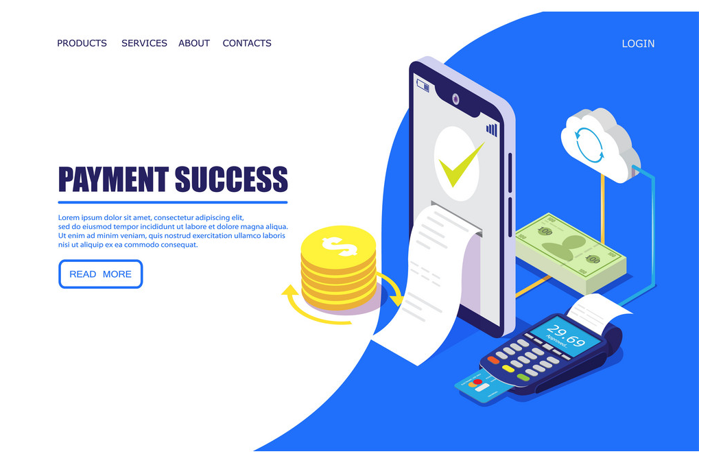 PRODUCTS SERVICES ABOUT CONTACTS LOGIN
PAYMENT SUCCESS
Lorem ipsum dolor sit amet, consectetur adipiscing elit,
sed do eiusmod tempor incididunt ut labore et dolore magna aliqua.
Ut enim ad minim veniam, quis nostrud exercitation ullamco laboris
nisi ut aliquip ex ea commodo consequat.
READ MORE
$
29.69
Approved